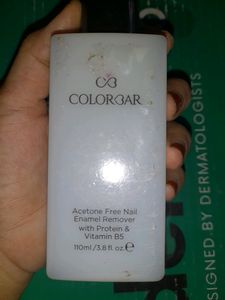 COLORBAR
Acetone Free Nail
Enamel Remover
with Protein &
Vitamin B5
110ml/3.8 fl.oz.℮
SIGNED BY DERMATOLOGISTS